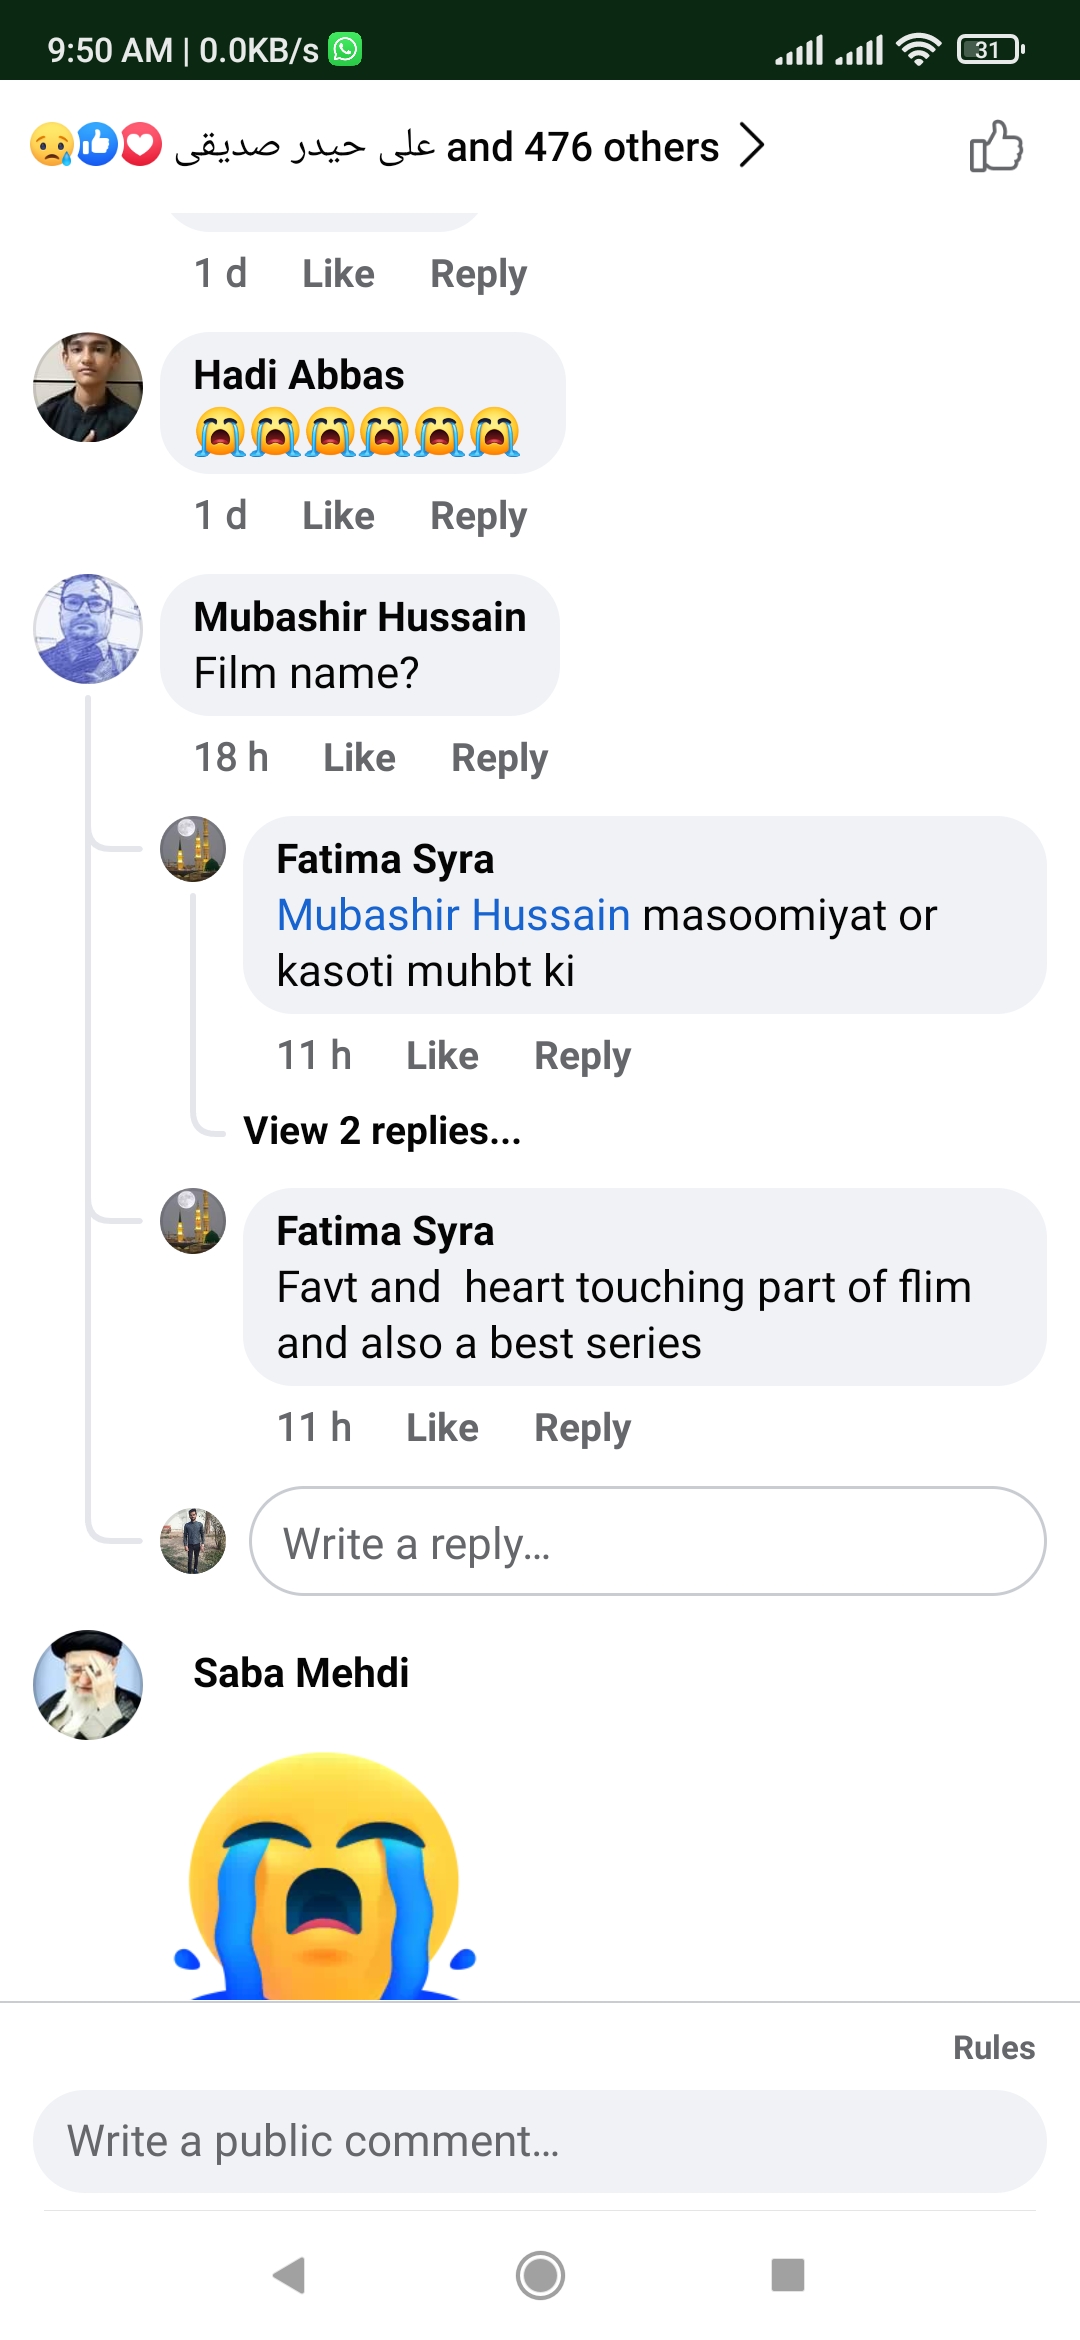 9:50 AM | 0.0KB/s
31
علی حیدر صدیقی and 476 others
1 d Like Reply
Hadi Abbas
😭😭😭😭😭😭
1 d Like Reply
Mubashir Hussain
Film name?
18 h Like Reply
Fatima Syra
Mubashir Hussain masoomiyat or
kasoti muhbt ki
11 h Like Reply
View 2 replies...
Fatima Syra
Favt and  heart touching part of flim
and also a best series
11 h Like Reply
Write a reply...
Saba Mehdi
Rules
Write a public comment...